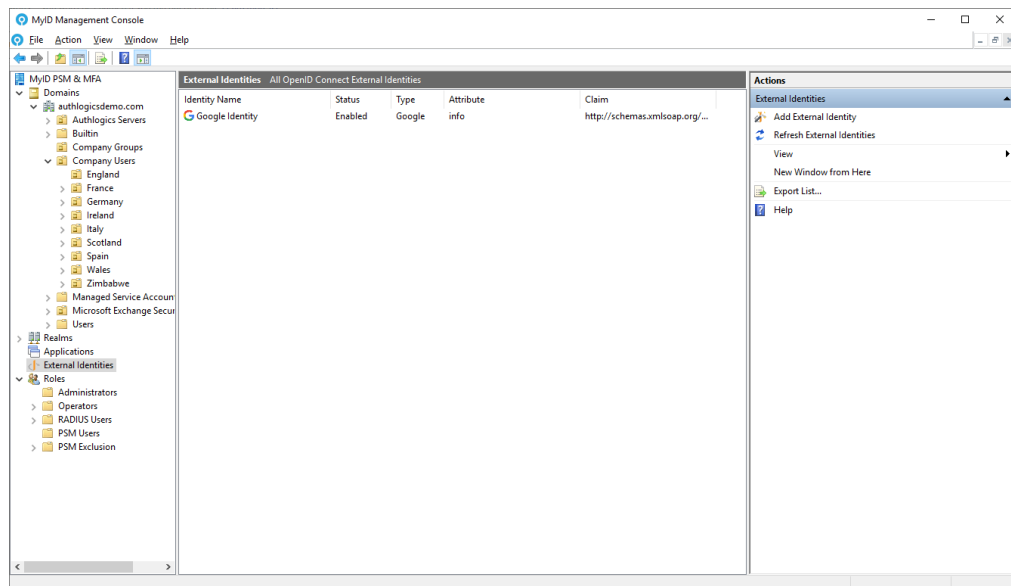 MyID Management Console
File Action View Window Help
MyID PSM & MFA
Domains
authlogicsdemo.com
Authlogics Servers
Builtin
Company Groups
Company Users
England
France
Germany
Ireland
Italy
Scotland
Spain
Wales
Zimbabwe
Managed Service Accoun
Microsoft Exchange Secur
Users
Realms
Applications
External Identities
Roles
Administrators
Operators
RADIUS Users
PSM Users
PSM Exclusion
External Identities All OpenID Connect External Identities
Identity Name Status Type Attribute Claim
Google Identity Enabled Google info http://schemas.xmlsoap.org/...
Actions
External Identities
Add External Identity
Refresh External Identities
View
New Window from Here
Export List...
Help